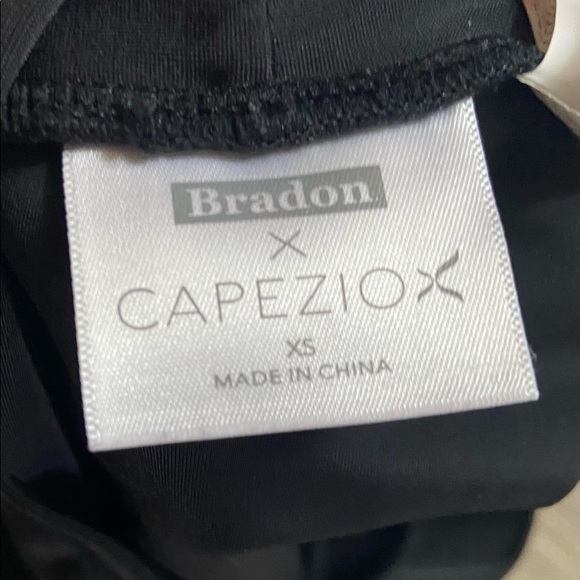 Bradon
X
CAPEZIO
XS
MADE IN CHINA